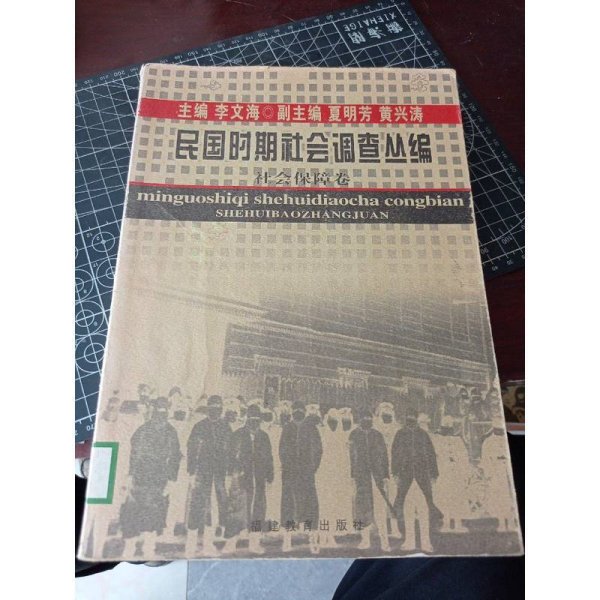 主编 李文海◎副主编 夏明芳 黄兴涛
民国时期社会调查丛编
社会保障卷
minguoshiqi shehuidiaocha congbian
SHEHUIBAOZHANGJUAN
福建教育出版社